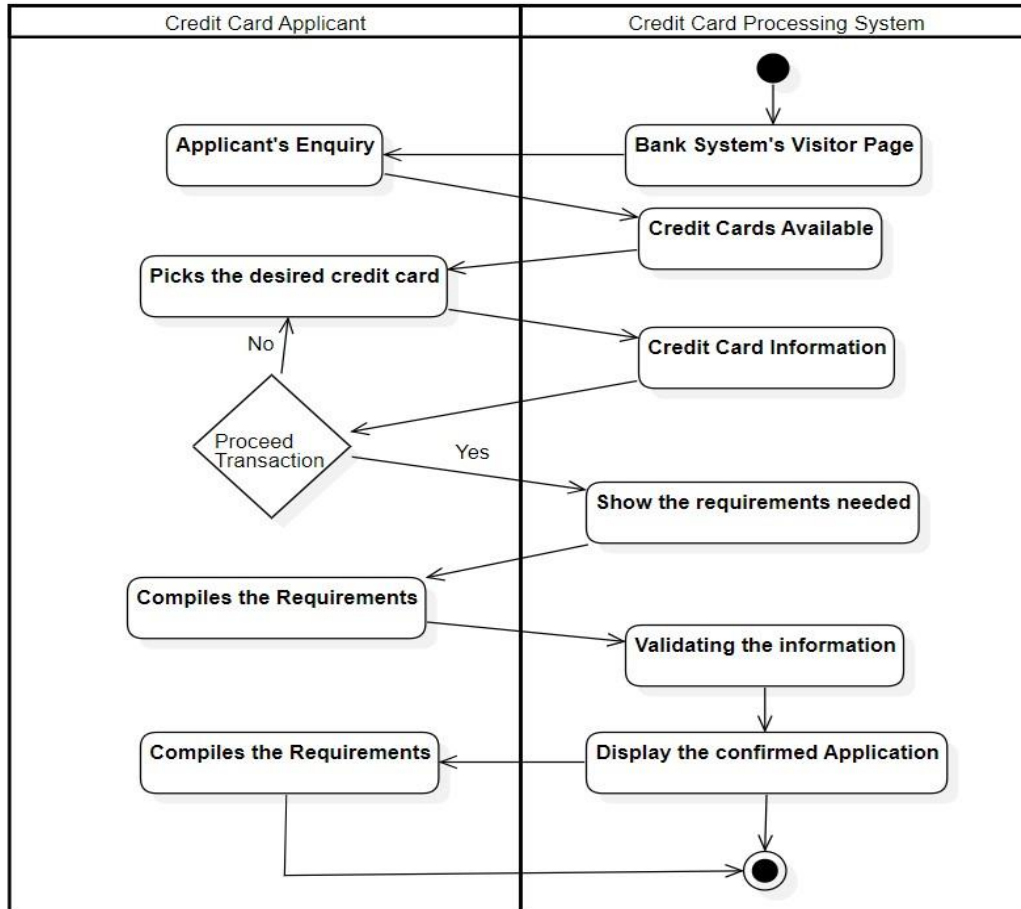 Credit Card Applicant
Credit Card Processing System
Applicant's Enquiry
Bank System's Visitor Page
Credit Cards Available
Picks the desired credit card
No
Credit Card Information
Proceed
Transaction
Yes
Show the requirements needed
Compiles the Requirements
Validating the information
Compiles the Requirements
Display the confirmed Application